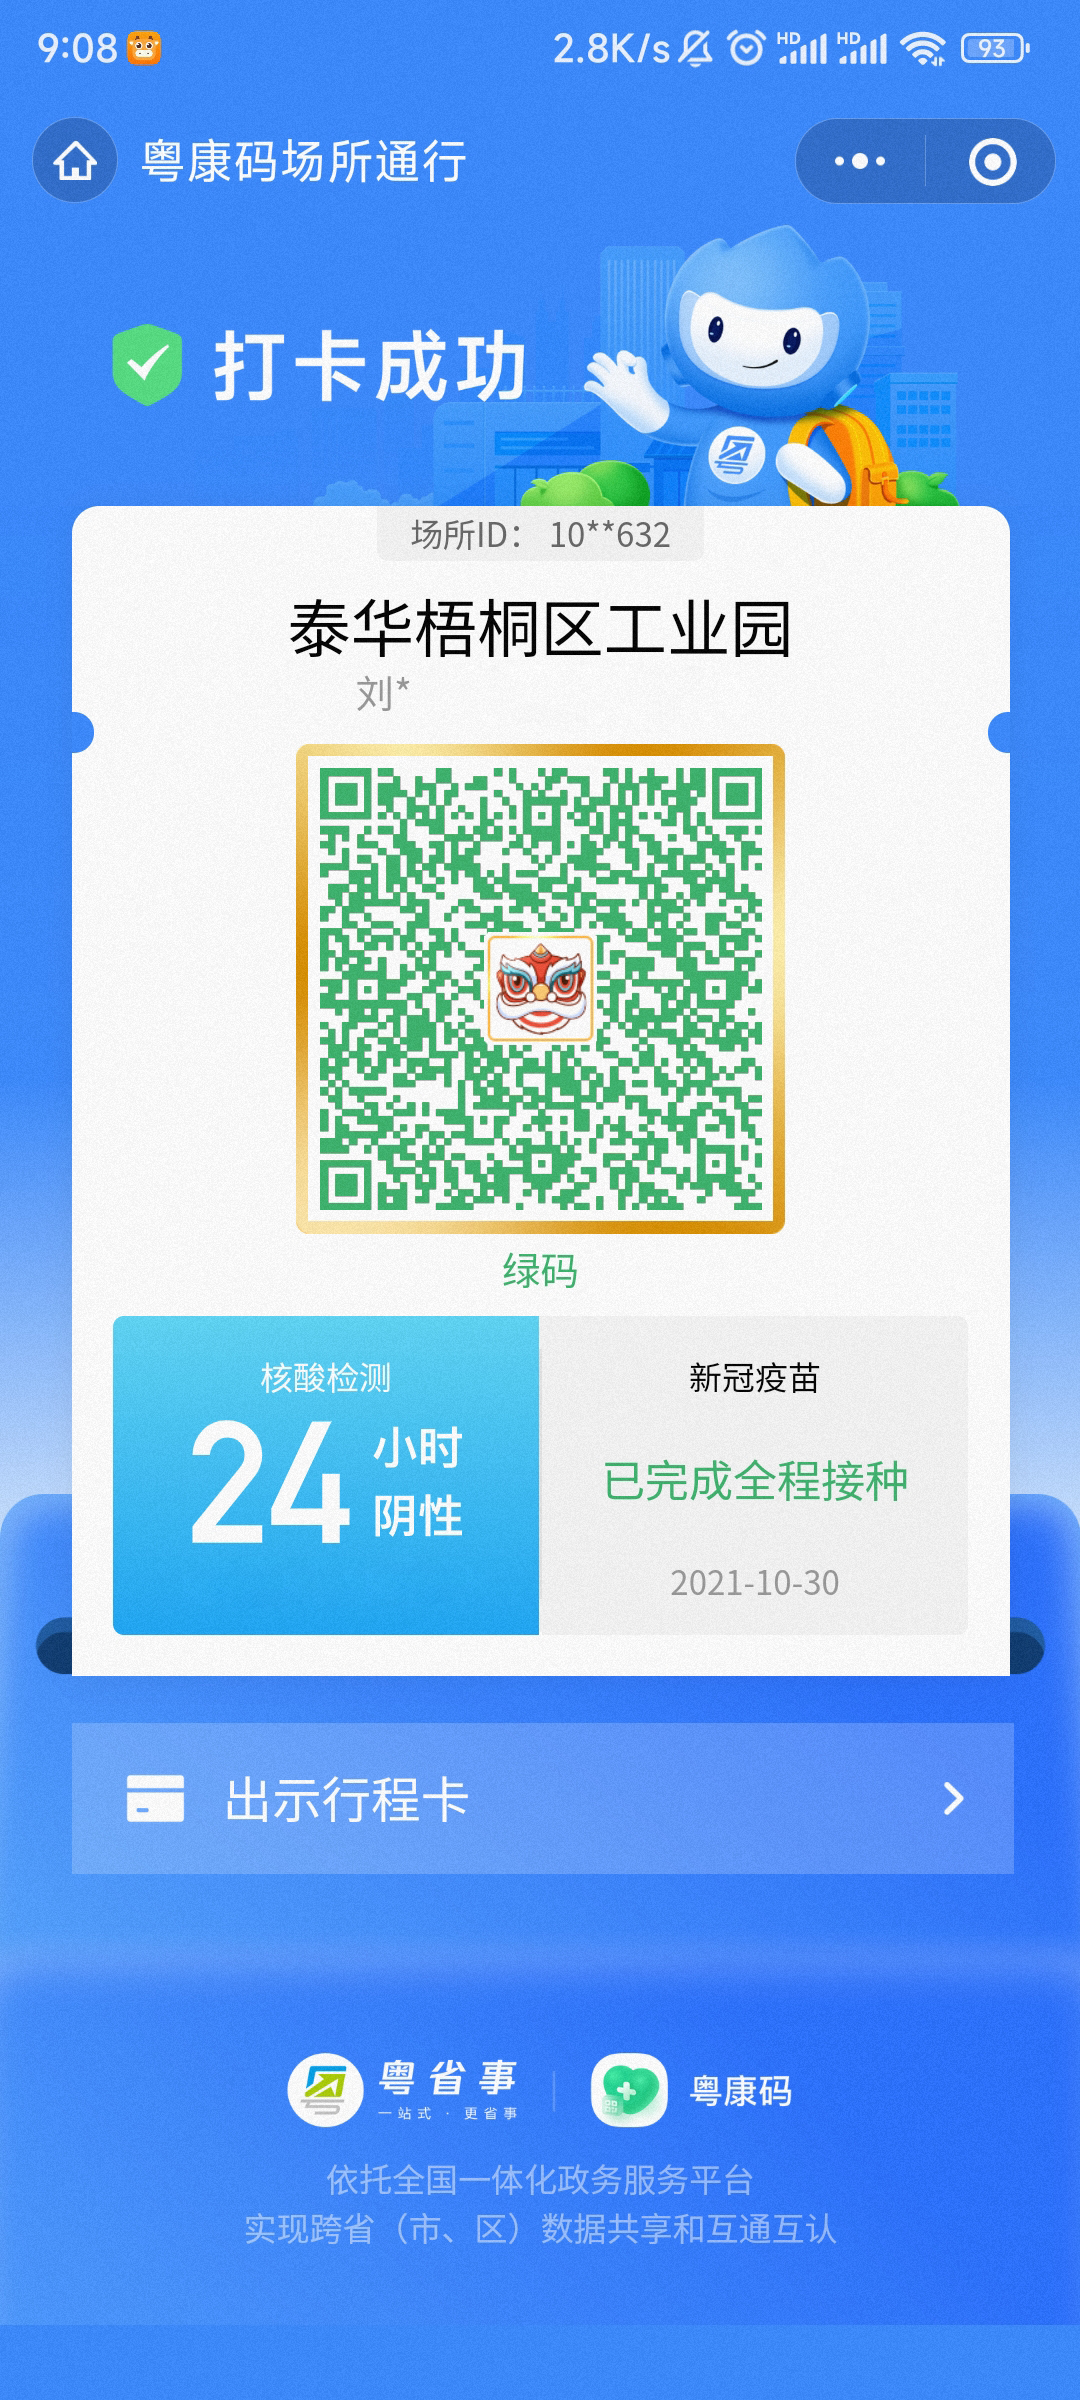 9:08
2.8K/s HD HD 93
粤康码场所通行
打卡成功
场所ID： 10**632
泰华梧桐区工业园
刘*
绿码
核酸检测
24 小时
阴性
新冠疫苗
已完成全程接种
2021-10-30
出示行程卡
粤省事
一站式 · 更省事
粤康码
依托全国一体化政务服务平台
实现跨省（市、区）数据共享和互通互认